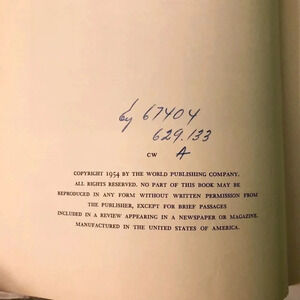 67404
629.133
CW A
COPYRIGHT 1954 BY THE WORLD PUBLISHING COMPANY.
ALL RIGHTS RESERVED. NO PART OF THIS BOOK MAY BE
REPRODUCED IN ANY FORM WITHOUT WRITTEN PERMISSION FROM
THE PUBLISHER, EXCEPT FOR BRIEF PASSAGES
INCLUDED IN A REVIEW APPEARING IN A NEWSPAPER OR MAGAZINE.
MANUFACTURED IN THE UNITED STATES OF AMERICA.